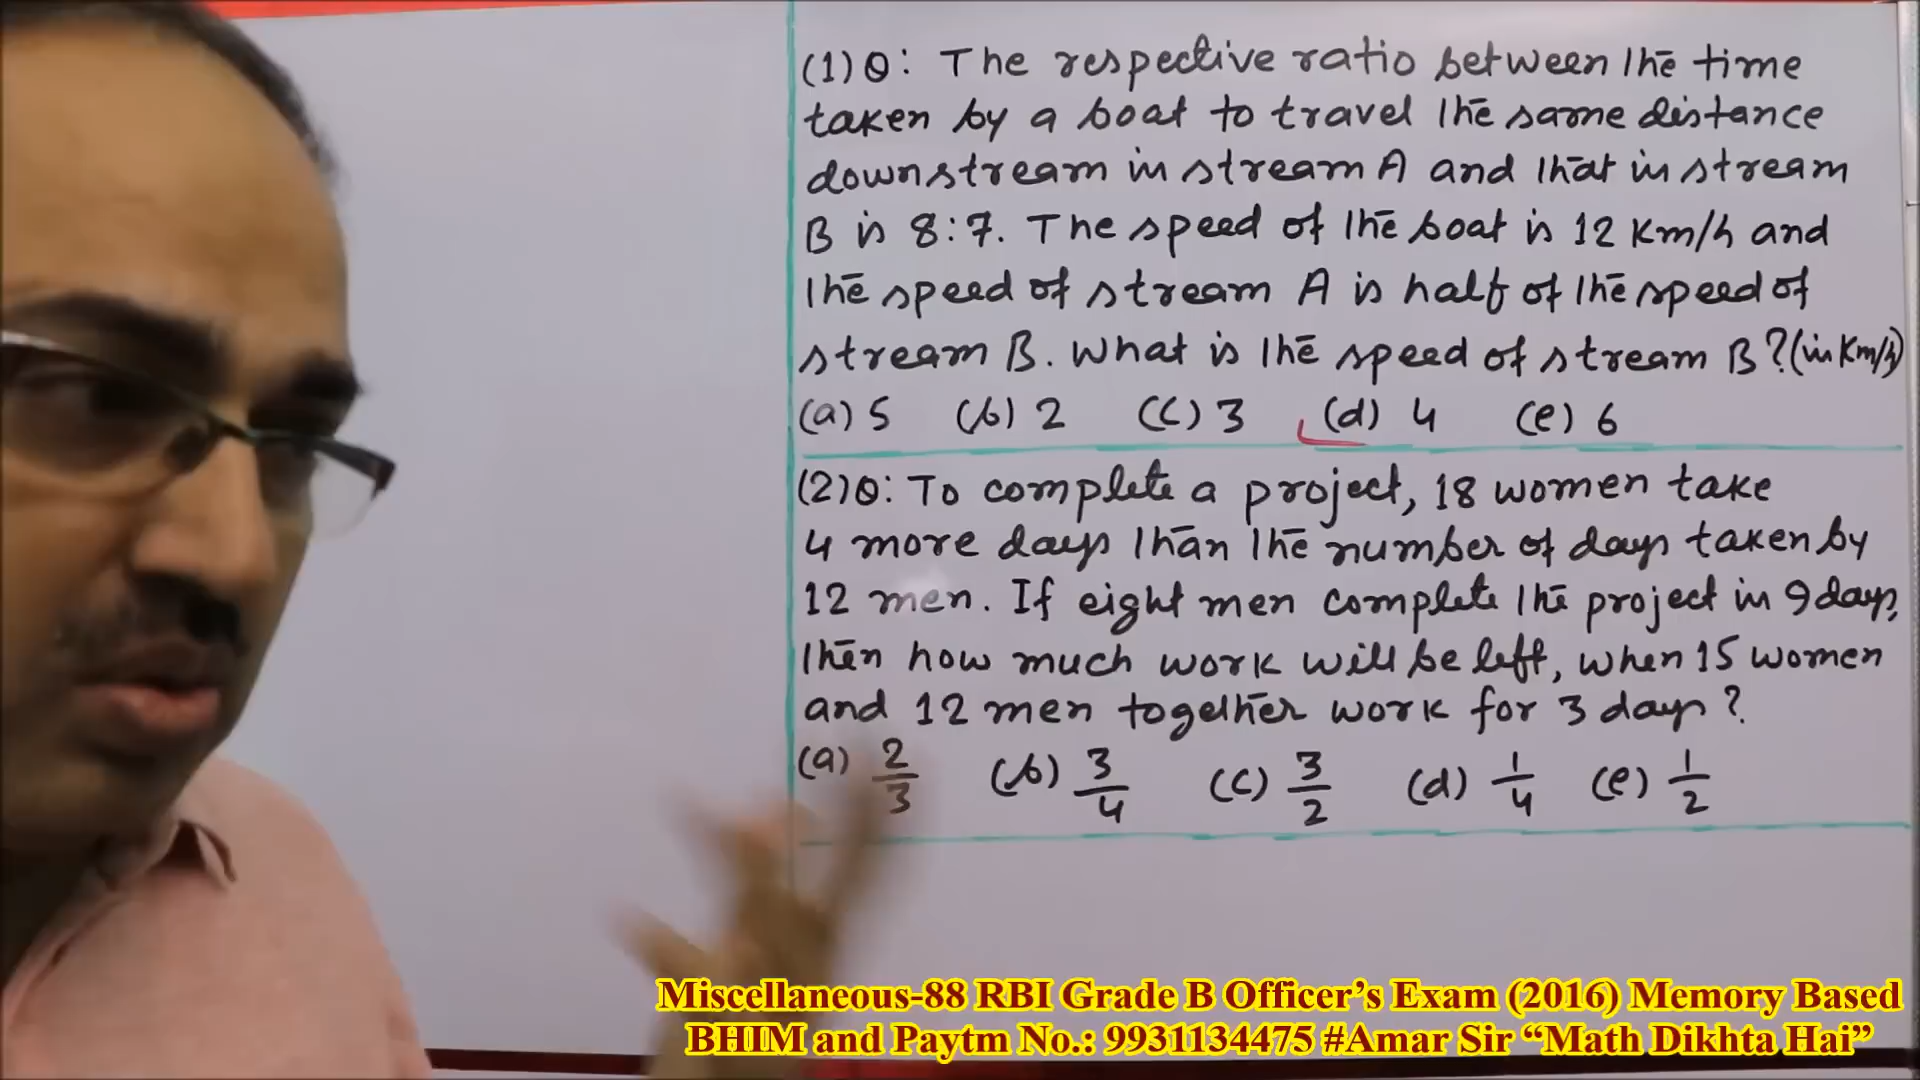 (1) Q: The respective ratio between the time
taken by a boat to travel the same distance
downstream in stream A and that in stream
B is 8:7. The speed of the boat is 12 Km/h and
the speed of stream A is half of the speed of
stream B. What is the speed of stream B? (in Km/h)
(a) 5 (b) 2 (c) 3 (d) 4 (e) 6
(2) Q: To complete a project, 18 women take
4 more days than the number of days taken by
12 men. If eight men complete the project in 9 days,
then how much work will be left, when 15 women
and 12 men together work for 3 days?
(a) 2/3 (b) 3/4 (c) 3/2 (d) 1/4 (e) 1/2
Miscellaneous-88 RBI Grade B Officer’s Exam (2016) Memory Based
BHIM and Paytm No.: 9931134475 #Amar Sir “Math Dikhta Hai”